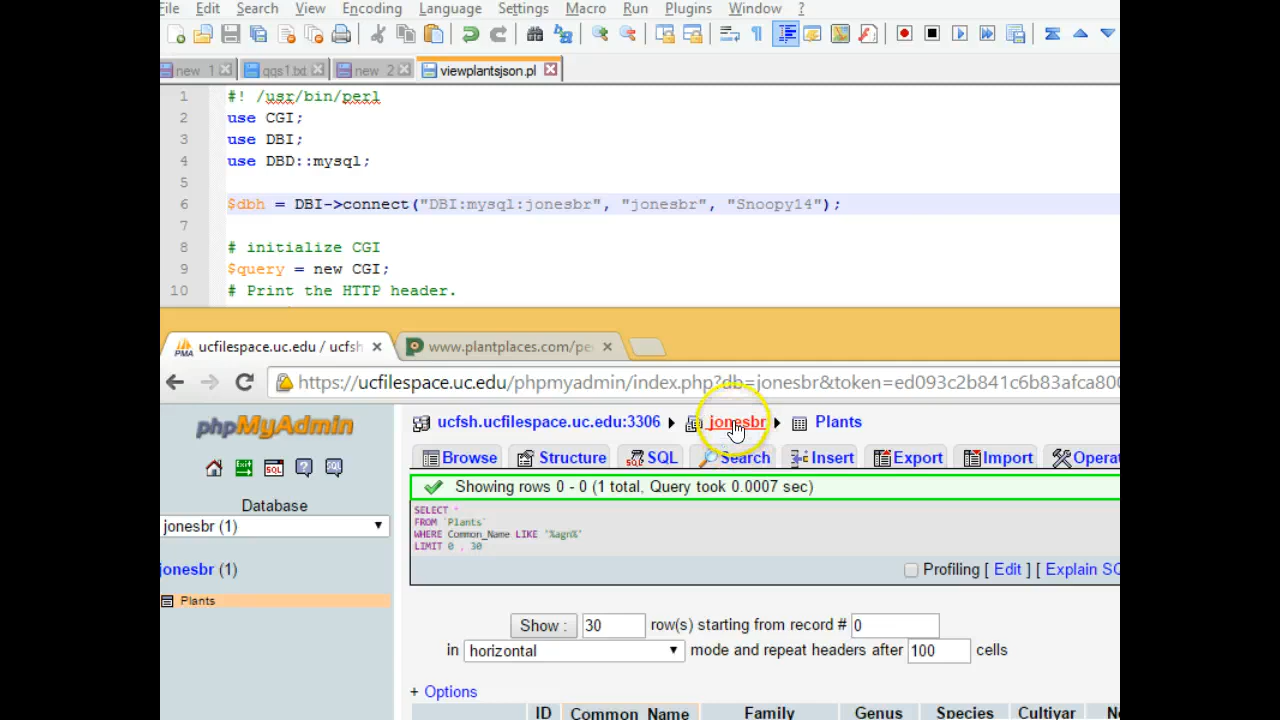 File Edit Search View Encoding Language Settings Macro Run Plugins Window ?
new 1 qgs1.txt new 2 viewplantsjson.pl
1 #! /usr/bin/perl
2 use CGI;
3 use DBI;
4 use DBD::mysql;
5
6 $dbh = DBI->connect("DBI:mysql:jonesbr", "jonesbr", "Snoopy14");
7
8 # initialize CGI
9 $query = new CGI;
10 # Print the HTTP header.
PMA ucfilespace.uc.edu / ucfsh www.plantplaces.com/pe
https://ucfilespace.uc.edu/phpmyadmin/index.php?db=jonesbr&token=ed093c2b841c6b83afca800
phpMyAdmin
ucfsh.ucfilespace.uc.edu:3306 jonesbr Plants
Browse Structure SQL Search Insert Export Import Opera
SQL
Showing rows 0 - 0 (1 total, Query took 0.0007 sec)
Database
jonesbr (1)
jonesbr (1)
Plants
SELECT *
FROM `Plants`
WHERE Common_Name LIKE '%agn%'
LIMIT 0 , 30
Profiling [ Edit ] [ Explain SQ
Show : 30 row(s) starting from record # 0
in horizontal mode and repeat headers after 100 cells
+ Options
ID Common_Name Family Genus Species Cultivar